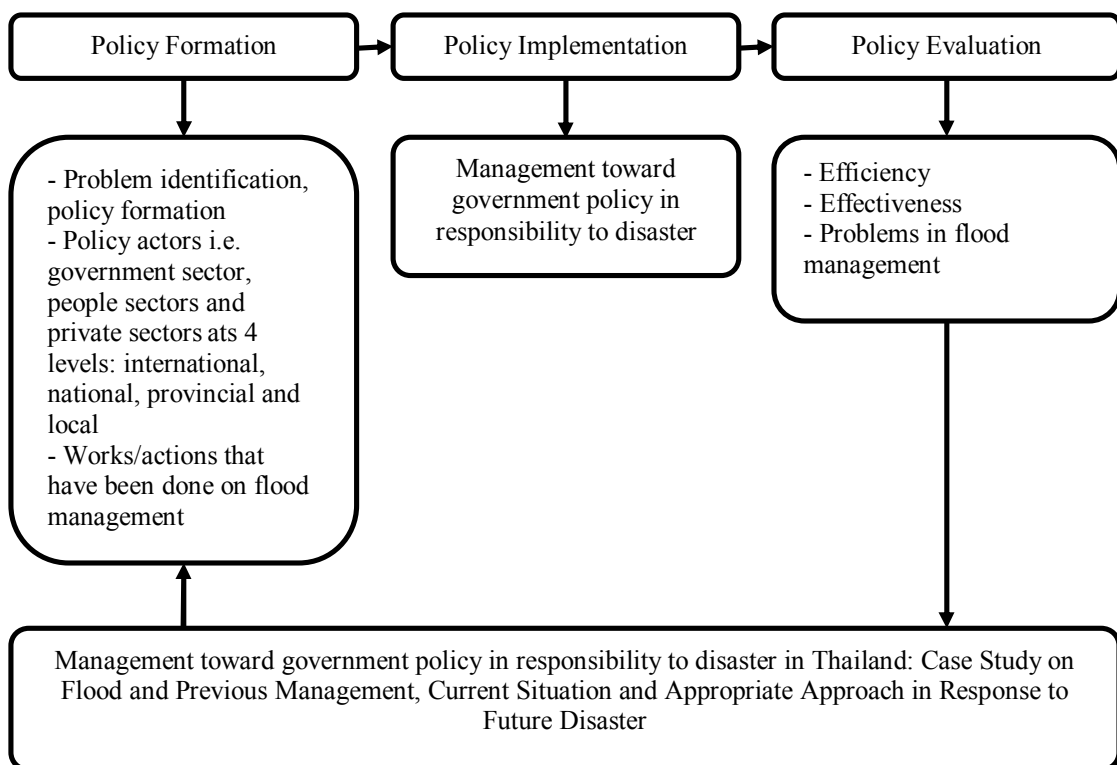 Policy Formation
Policy Implementation
Policy Evaluation
- Problem identification,
policy formation
- Policy actors i.e.
government sector,
people sectors and
private sectors ats 4
levels: international,
national, provincial and
local
- Works/actions that
have been done on flood
management
Management toward
government policy in
responsibility to disaster
- Efficiency
- Effectiveness
- Problems in flood
management
Management toward government policy in responsibility to disaster in Thailand: Case Study on
Flood and Previous Management, Current Situation and Appropriate Approach in Response to
Future Disaster